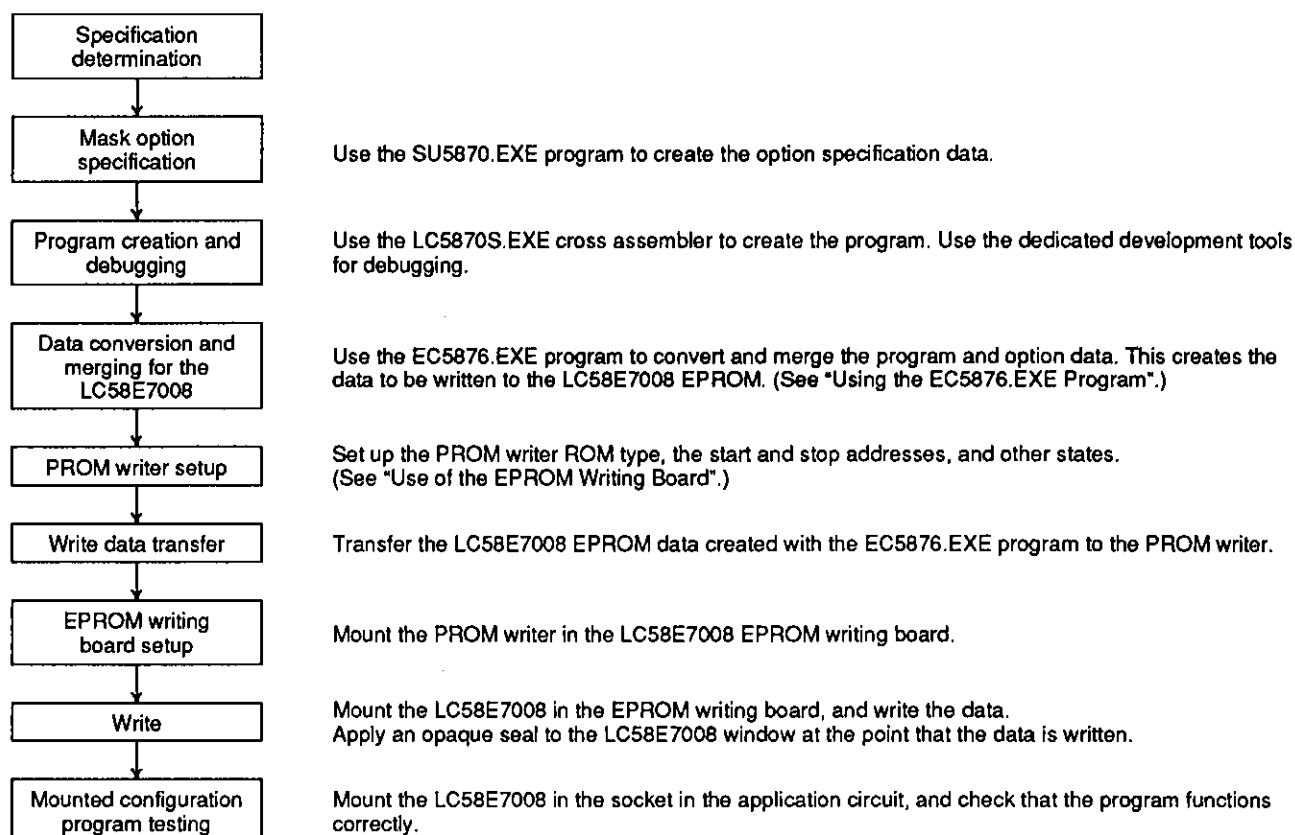 Specification
determination
Mask option
specification
Use the SU5870.EXE program to create the option specification data.
Program creation and
debugging
Use the LC5870S.EXE cross assembler to create the program. Use the dedicated development tools
for debugging.
Data conversion and
merging for the
LC58E7008
Use the EC5876.EXE program to convert and merge the program and option data. This creates the
data to be written to the LC58E7008 EPROM. (See "Using the EC5876.EXE Program".)
PROM writer setup
Set up the PROM writer ROM type, the start and stop addresses, and other states.
(See "Use of the EPROM Writing Board".)
Write data transfer
Transfer the LC58E7008 EPROM data created with the EC5876.EXE program to the PROM writer.
EPROM writing
board setup
Mount the PROM writer in the LC58E7008 EPROM writing board.
Write
Mount the LC58E7008 in the EPROM writing board, and write the data.
Apply an opaque seal to the LC58E7008 window at the point that the data is written.
Mounted configuration
program testing
Mount the LC58E7008 in the socket in the application circuit, and check that the program functions
correctly.